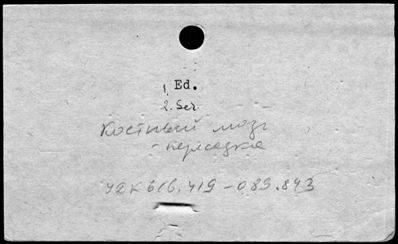 1 Ed.
2. Ser
Костный мозг
- пересадка
УДК 616.419-089.843